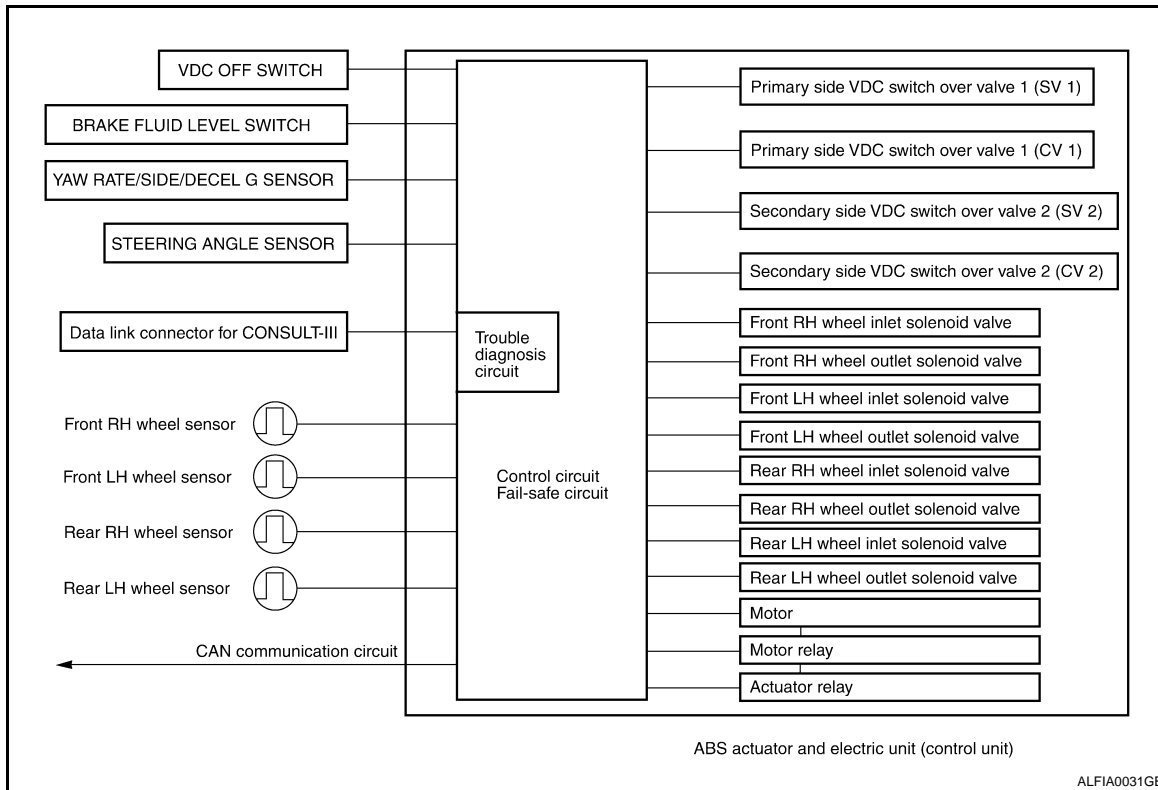 VDC OFF SWITCH
BRAKE FLUID LEVEL SWITCH
YAW RATE/SIDE/DECEL G SENSOR
STEERING ANGLE SENSOR
Data link connector for CONSULT-III
Front RH wheel sensor
Front LH wheel sensor
Rear RH wheel sensor
Rear LH wheel sensor
CAN communication circuit
Trouble
diagnosis
circuit
Control circuit
Fail-safe circuit
Primary side VDC switch over valve 1 (SV 1)
Primary side VDC switch over valve 1 (CV 1)
Secondary side VDC switch over valve 2 (SV 2)
Secondary side VDC switch over valve 2 (CV 2)
Front RH wheel inlet solenoid valve
Front RH wheel outlet solenoid valve
Front LH wheel inlet solenoid valve
Front LH wheel outlet solenoid valve
Rear RH wheel inlet solenoid valve
Rear RH wheel outlet solenoid valve
Rear LH wheel inlet solenoid valve
Rear LH wheel outlet solenoid valve
Motor
Motor relay
Actuator relay
ABS actuator and electric unit (control unit)
ALFIA0031GB